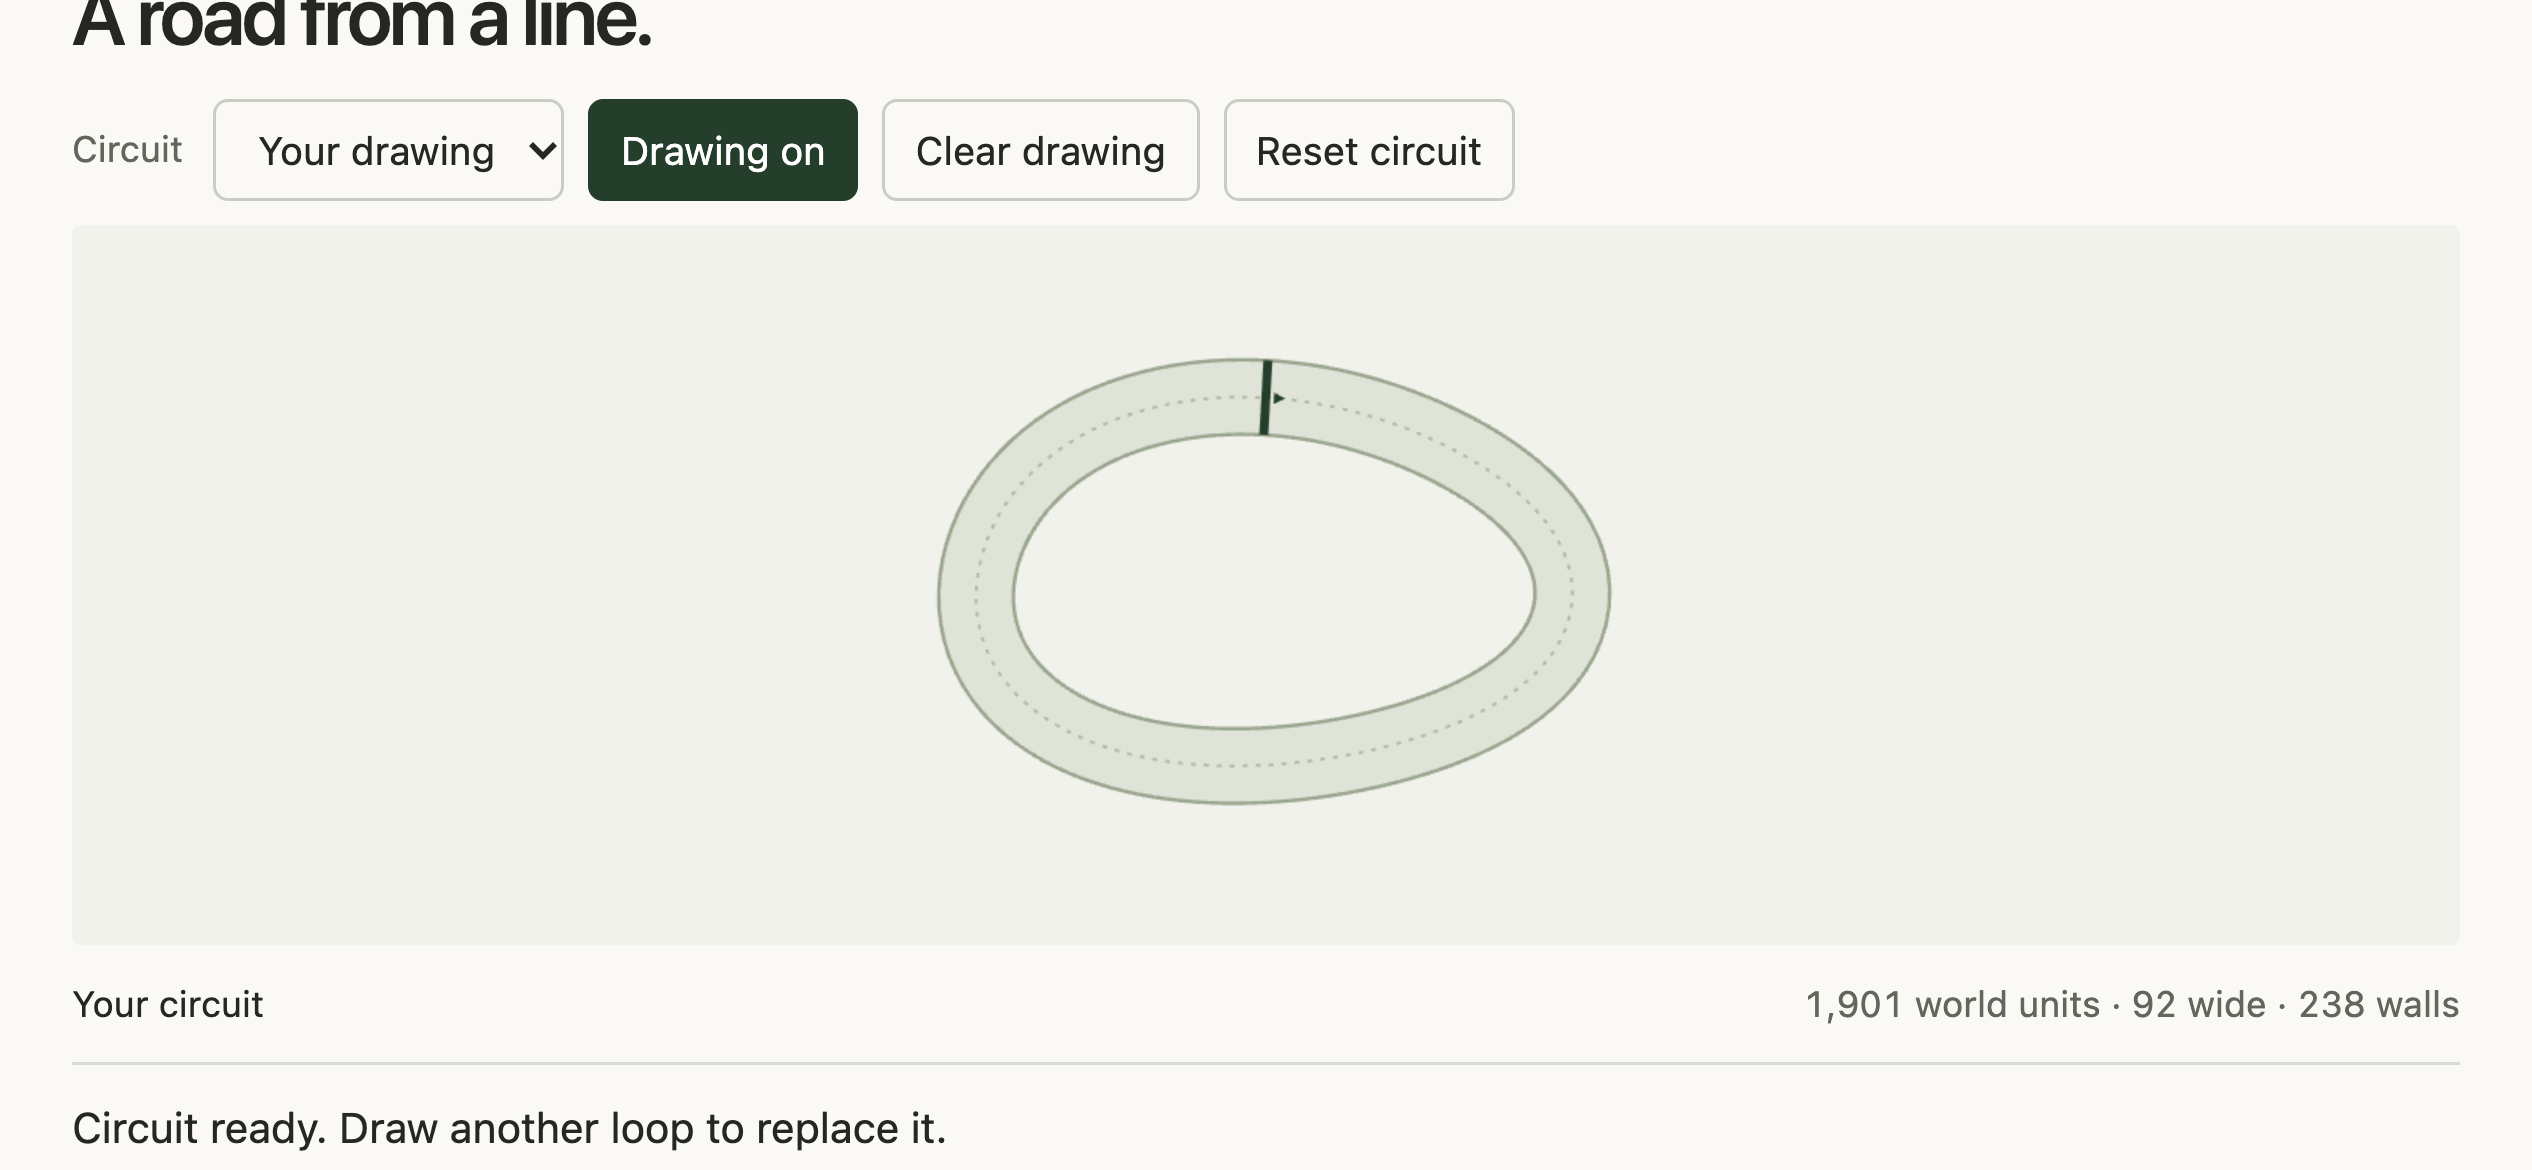 A road from a line.
Circuit Your drawing Drawing on Clear drawing Reset circuit
Your circuit 1,901 world units · 92 wide · 238 walls
Circuit ready. Draw another loop to replace it.